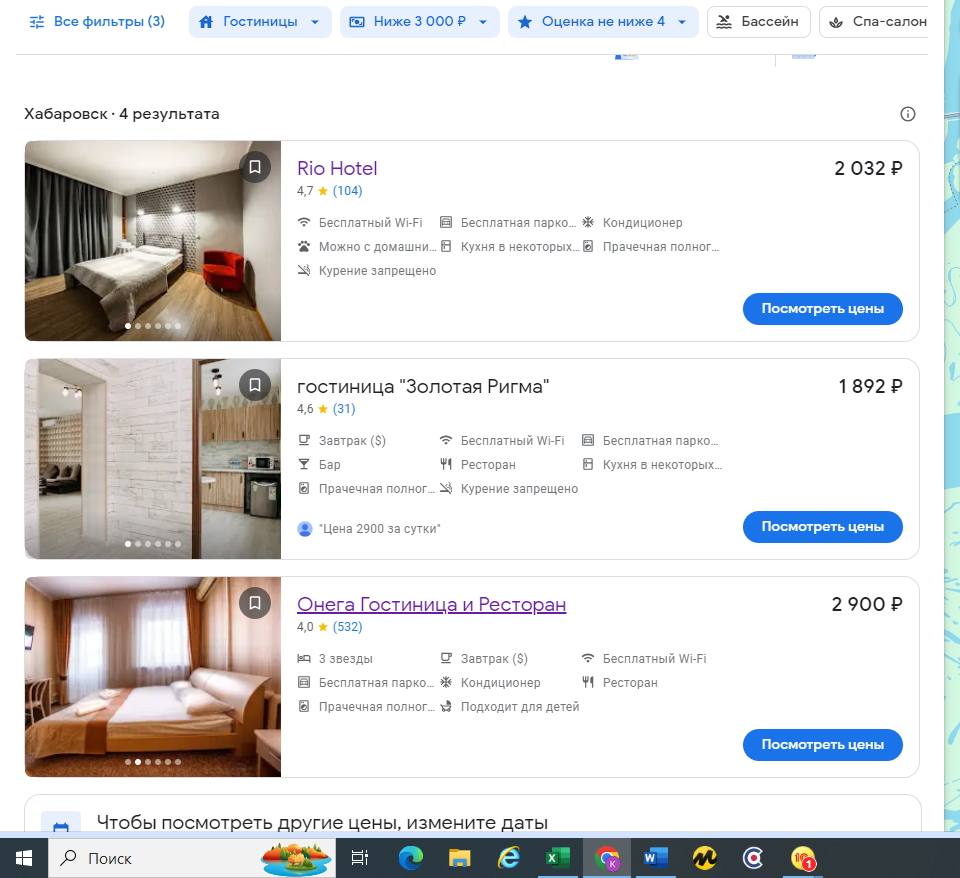 Все фильтры (3) Гостиницы Ниже 3 000 ₽ Оценка не ниже 4 Бассейн Спа-салон
Хабаровск · 4 результата
Rio Hotel 2 032 ₽
4,7 ★ (104)
Бесплатный Wi-Fi Бесплатная парко... Кондиционер
Можно с домашни... Кухня в некоторых... Прачечная полног...
Курение запрещено
Посмотреть цены
гостиница "Золотая Ригма" 1 892 ₽
4,6 ★ (31)
Завтрак ($) Бесплатный Wi-Fi Бесплатная парко...
Бар Ресторан Кухня в некоторых...
Прачечная полног... Курение запрещено
"Цена 2900 за сутки" Посмотреть цены
Онега Гостиница и Ресторан 2 900 ₽
4,0 ★ (532)
3 звезды Завтрак ($) Бесплатный Wi-Fi
Бесплатная парко... Кондиционер Ресторан
Прачечная полног... Подходит для детей
Посмотреть цены
Чтобы посмотреть другие цены, измените даты
Поиск